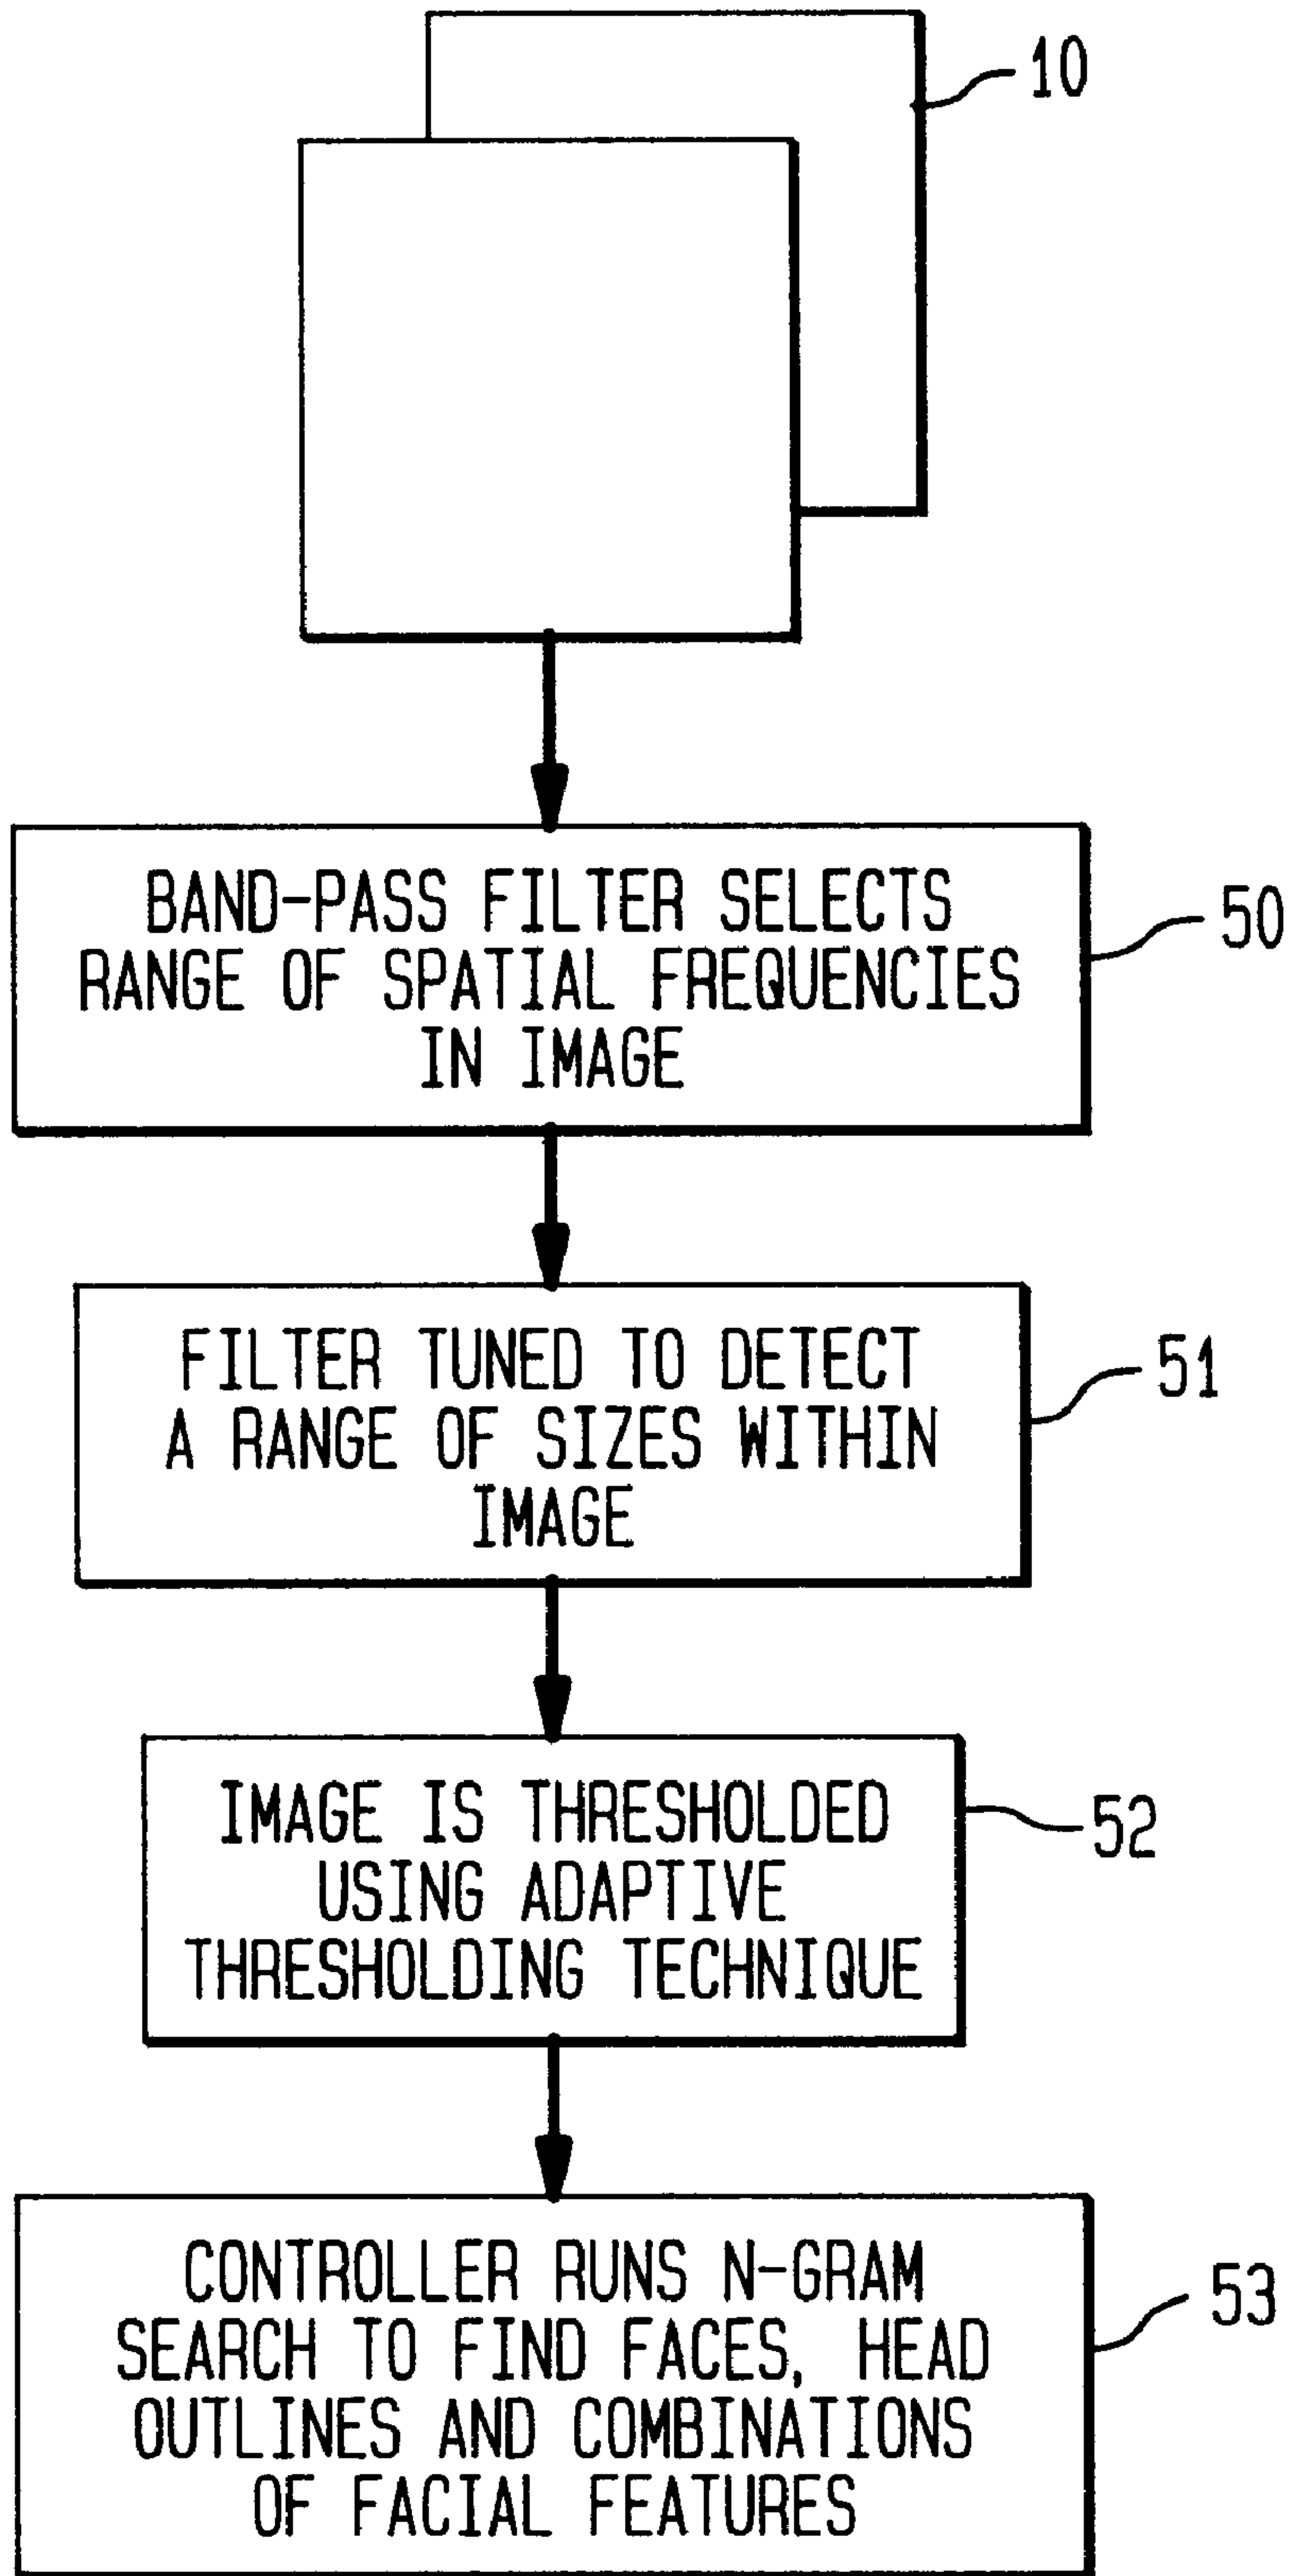 10
BAND-PASS FILTER SELECTS
RANGE OF SPATIAL FREQUENCIES
IN IMAGE
50
FILTER TUNED TO DETECT
A RANGE OF SIZES WITHIN
IMAGE
51
IMAGE IS THRESHOLDED
USING ADAPTIVE
THRESHOLDING TECHNIQUE
52
CONTROLLER RUNS N-GRAM
SEARCH TO FIND FACES, HEAD
OUTLINES AND COMBINATIONS
OF FACIAL FEATURES
53